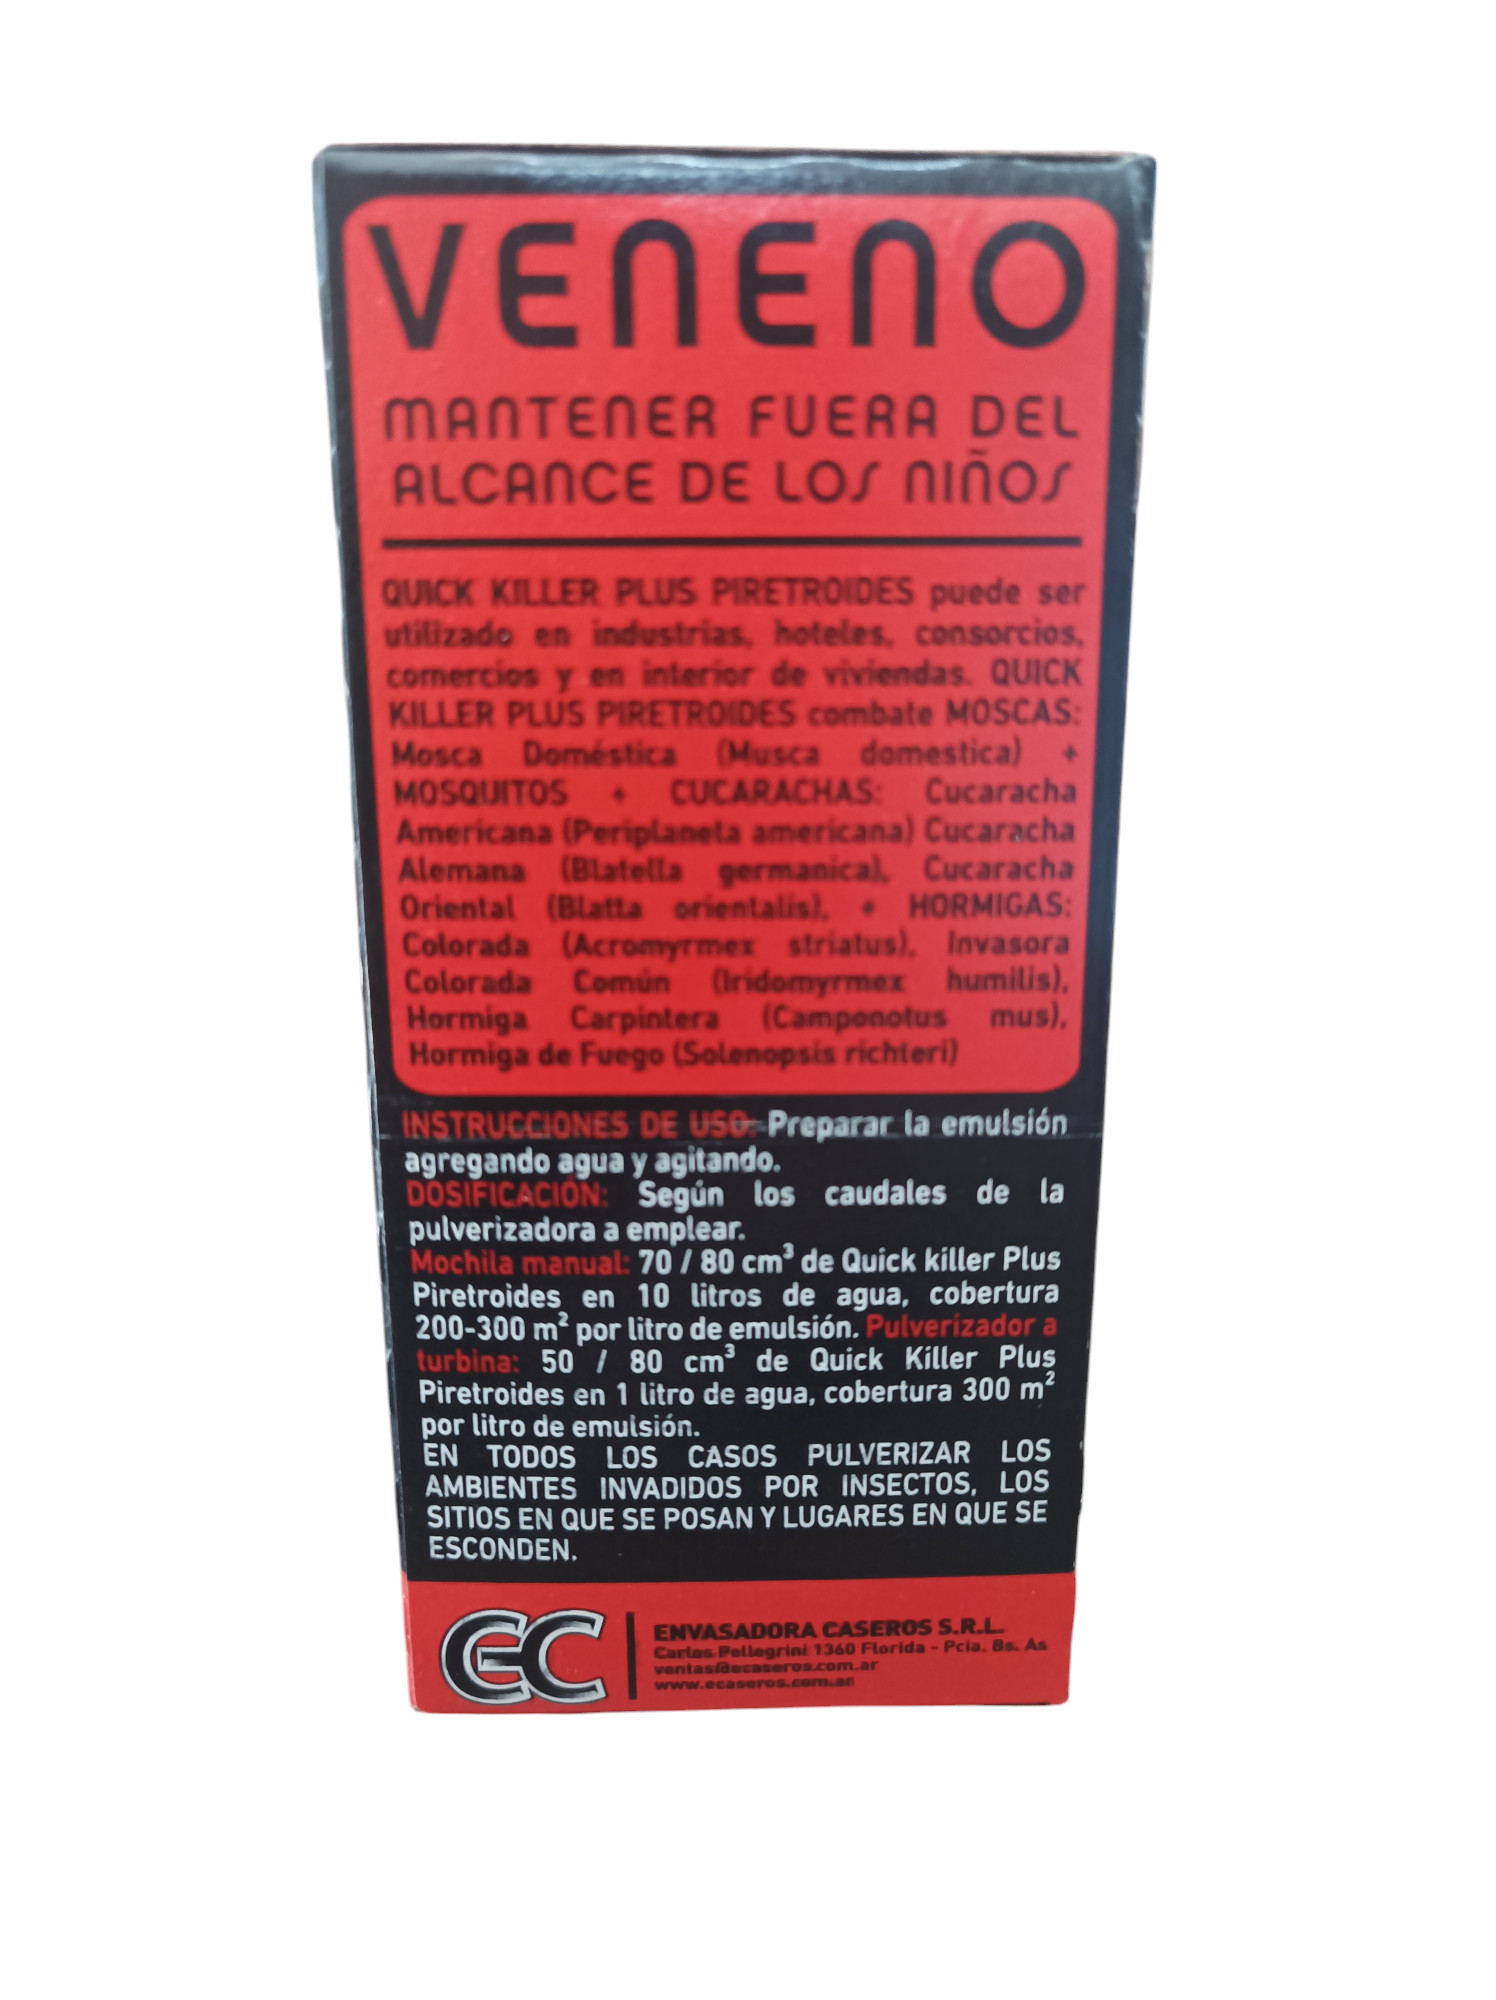 VENENO
MANTENER FUERA DEL
ALCANCE DE LOS NIÑOS
QUICK KILLER PLUS PIRETROIDES puede ser
utilizado en industrias, hoteles, consorcios,
comercios y en interior de viviendas. QUICK
KILLER PLUS PIRETROIDES combate MOSCAS:
Mosca Doméstica (Musca domestica) +
MOSQUITOS + CUCARACHAS: Cucaracha
Americana (Periplaneta americana) Cucaracha
Alemana (Blatella germanica), Cucaracha
Oriental (Blatta orientalis), + HORMIGAS:
Colorada (Acromyrmex striatus), Invasora
Colorada Común (Iridomyrmex humilis),
Hormiga Carpintera (Camponotus mus),
Hormiga de Fuego (Solenopsis richteri)
INSTRUCCIONES DE USO: Preparar la emulsión
agregando agua y agitando.
DOSIFICACIÓN: Según los caudales de la
pulverizadora a emplear.
Mochila manual: 70 / 80 cm³ de Quick killer Plus
Piretroides en 10 litros de agua, cobertura
200-300 m² por litro de emulsión. Pulverizador a
turbina: 50 / 80 cm³ de Quick Killer Plus
Piretroides en 1 litro de agua, cobertura 300 m²
por litro de emulsión.
EN TODOS LOS CASOS PULVERIZAR LOS
AMBIENTES INVADIDOS POR INSECTOS, LOS
SITIOS EN QUE SE POSAN Y LUGARES EN QUE SE
ESCONDEN.
EC
ENVASADORA CASEROS S.R.L.
Carlos Pellegrini 1360 Florida - Pcia. Bs. As
ventas@ecaseros.com.ar
www.ecaseros.com.ar